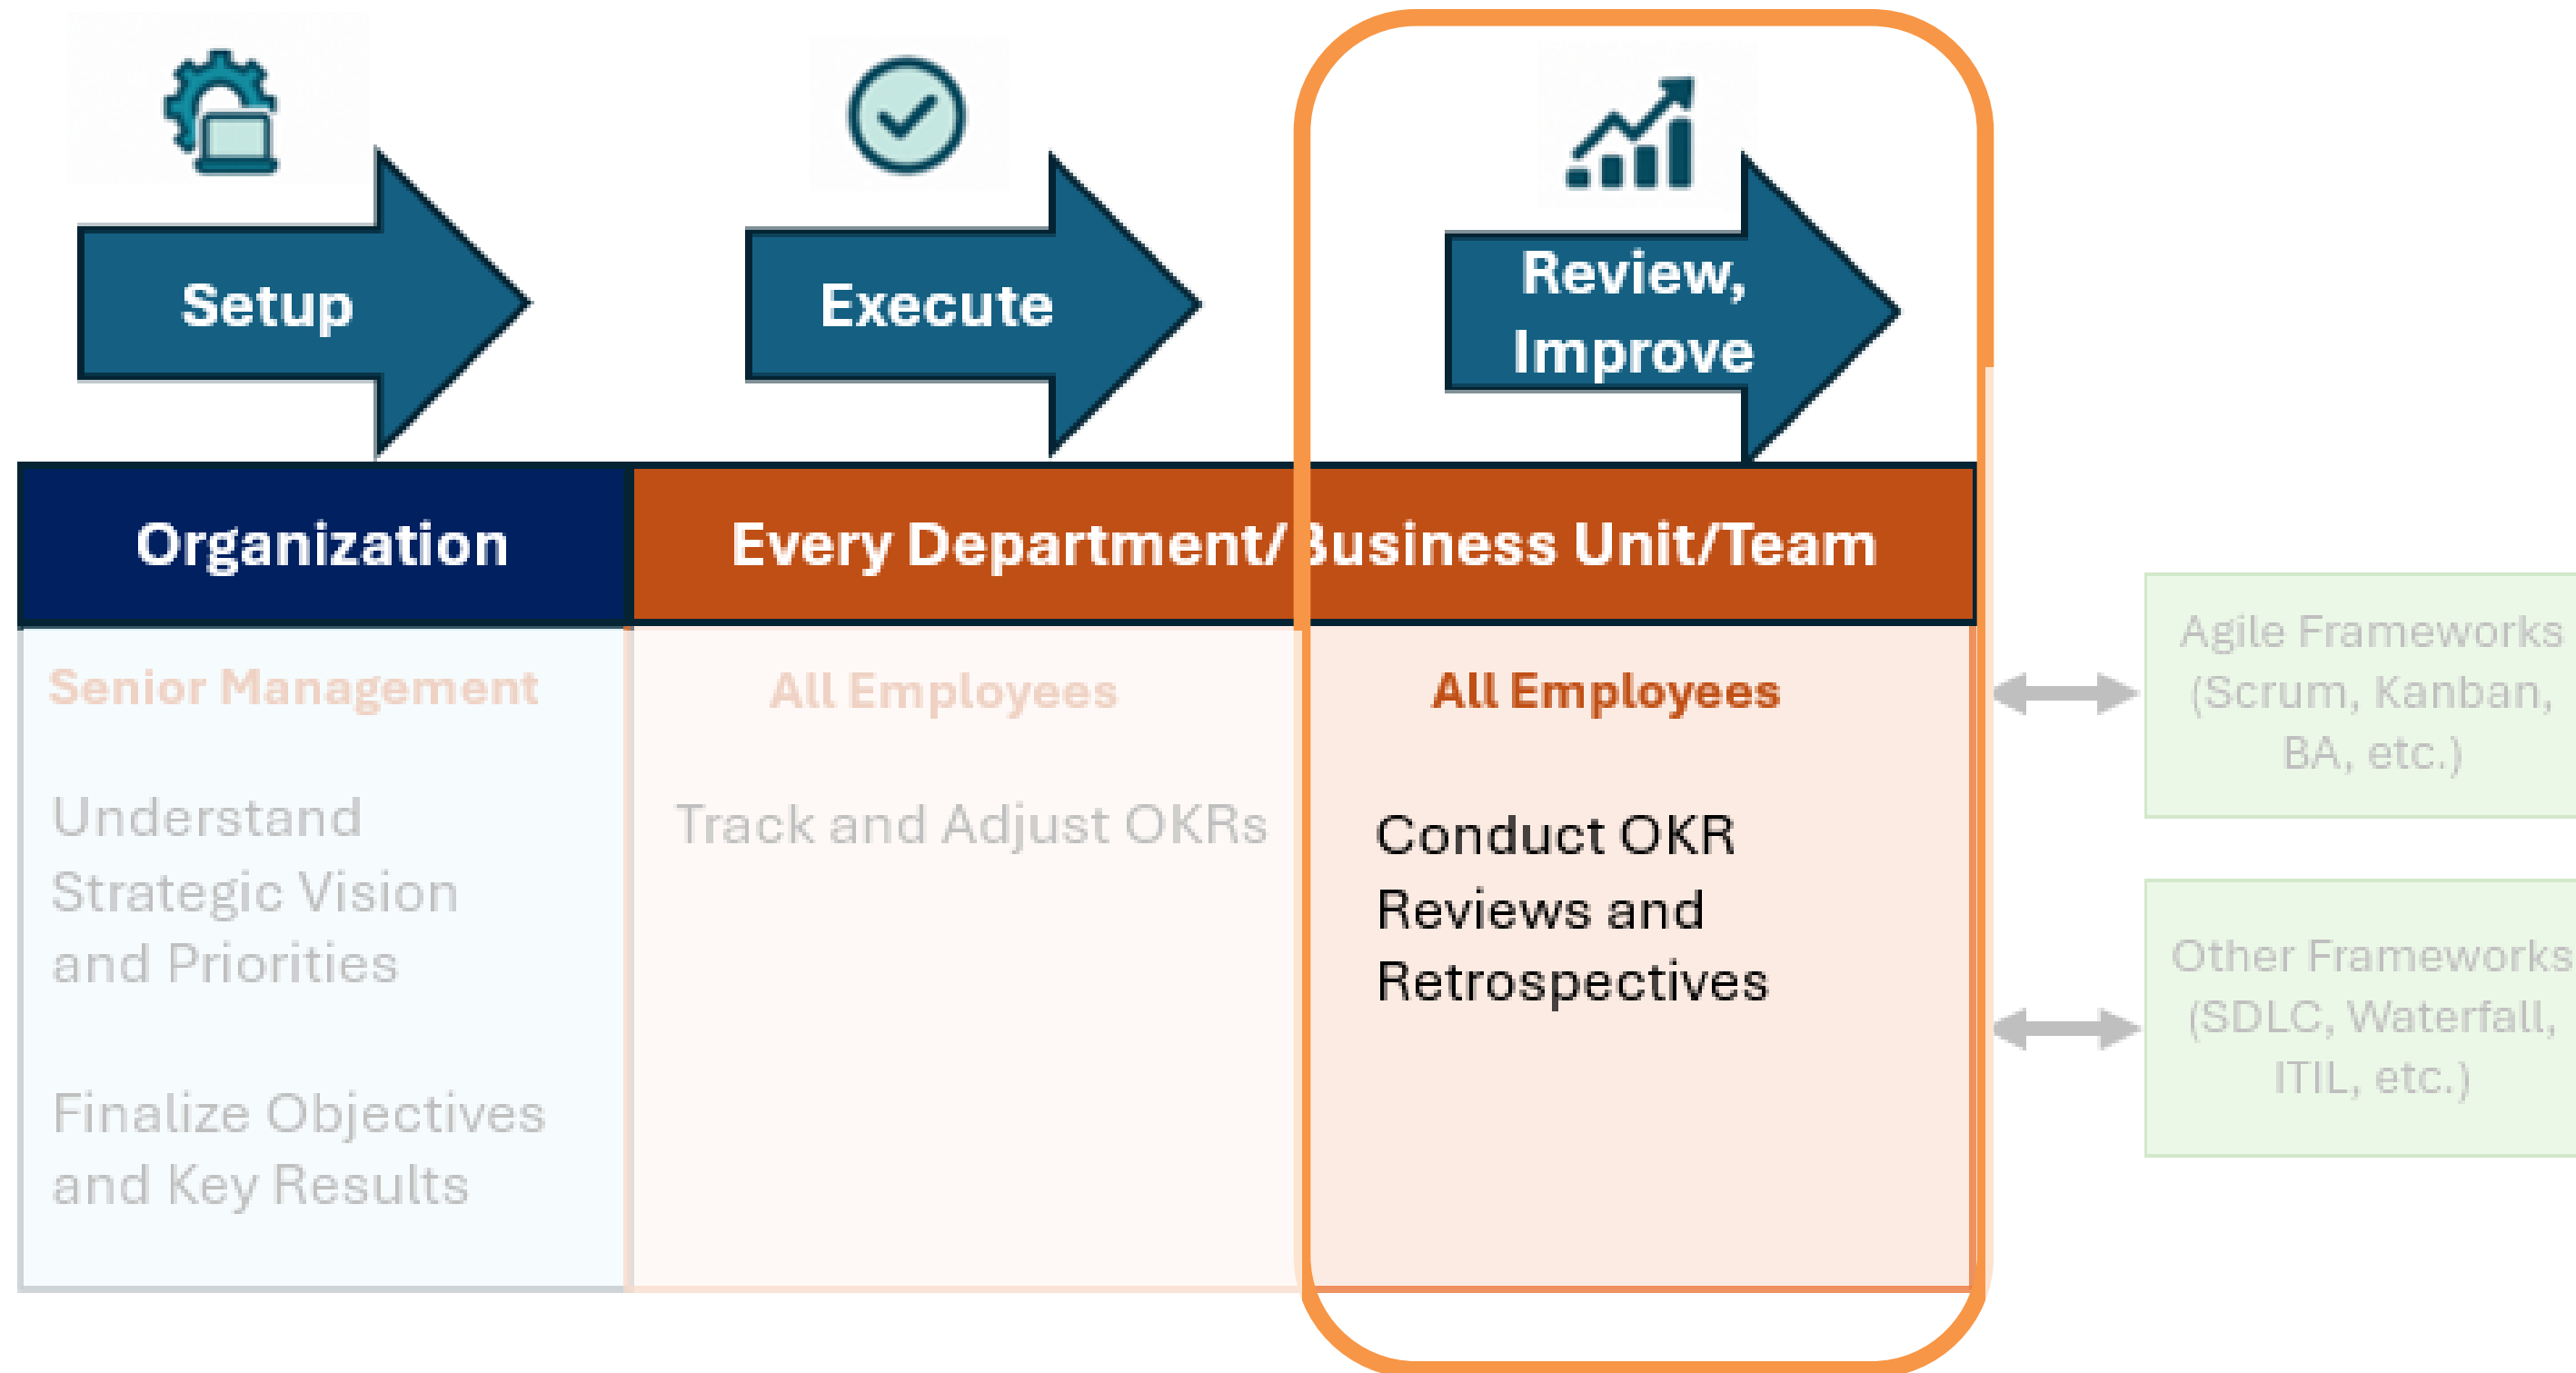 Setup
Execute
Review,
Improve
Organization
Every Department/Business Unit/Team
Senior Management
Understand
Strategic Vision
and Priorities
Finalize Objectives
and Key Results
All Employees
Track and Adjust OKRs
All Employees
Conduct OKR
Reviews and
Retrospectives
Agile Frameworks
(Scrum, Kanban,
BA, etc.)
Other Frameworks
(SDLC, Waterfall,
ITIL, etc.)